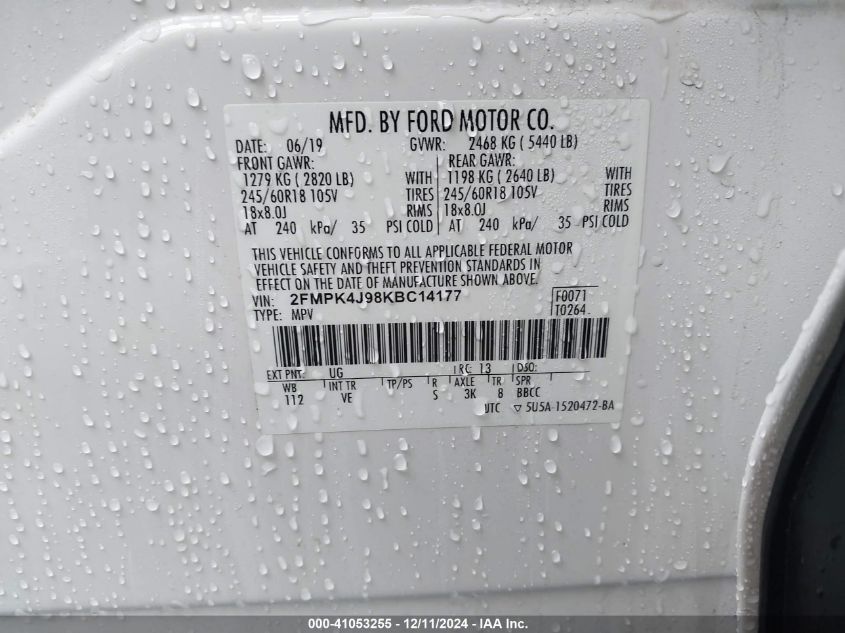 MFD. BY FORD MOTOR CO.
DATE: 06/19 GVWR: 2468 KG ( 5440 LB)
FRONT GAWR: REAR GAWR:
1279 KG ( 2820 LB) WITH 1198 KG ( 2640 LB) WITH
245/60R18 105V TIRES 245/60R18 105V TIRES
18x8.0J RIMS 18x8.0J RIMS
AT 240 kPa/ 35 PSI COLD AT 240 kPa/ 35 PSI COLD
THIS VEHICLE CONFORMS TO ALL APPLICABLE FEDERAL MOTOR
VEHICLE SAFETY AND THEFT PREVENTION STANDARDS IN
EFFECT ON THE DATE OF MANUFACTURE SHOWN ABOVE.
VIN: 2FMPK4J98KBC14177 F0071
TYPE: MPV T0264
EXT PNT: UG RC: 13 DSO:
WB INT TR TP/PS R AXLE TR SPR
112 VE S 3K 8 BBCC
UTC ▽ 5U5A 1520472-BA
000-41053255 - 12/11/2024 - IAA Inc.